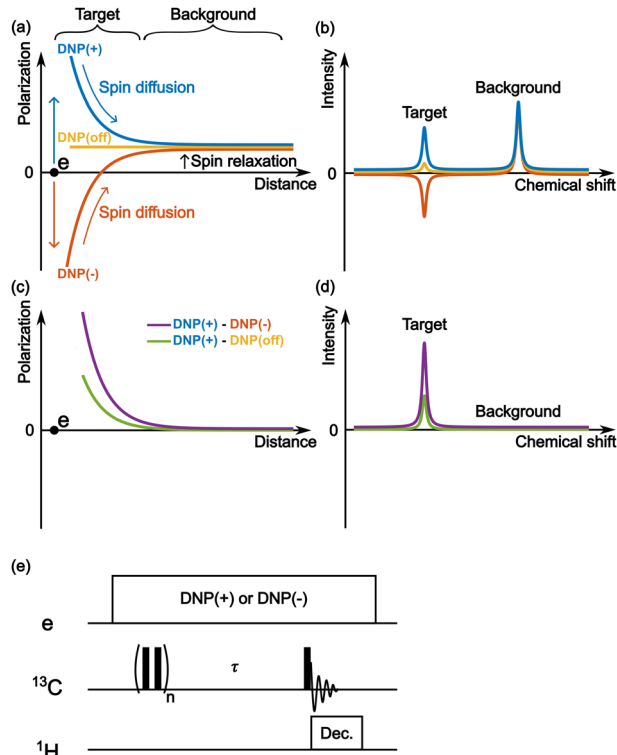 Target Background
(a)
DNP(+)
Polarization
Spin diffusion
DNP(off)
e
0
↑Spin relaxation
Distance
Spin diffusion
DNP(-)
(b)
Intensity
Target
Background
0
Chemical shift
(c)
Polarization
DNP(+) - DNP(-)
DNP(+) - DNP(off)
0
Distance
(d)
Intensity
Target
Background
0
Chemical shift
(e)
DNP(+) or DNP(-)
e
( )n τ
¹³C
Dec.
¹H